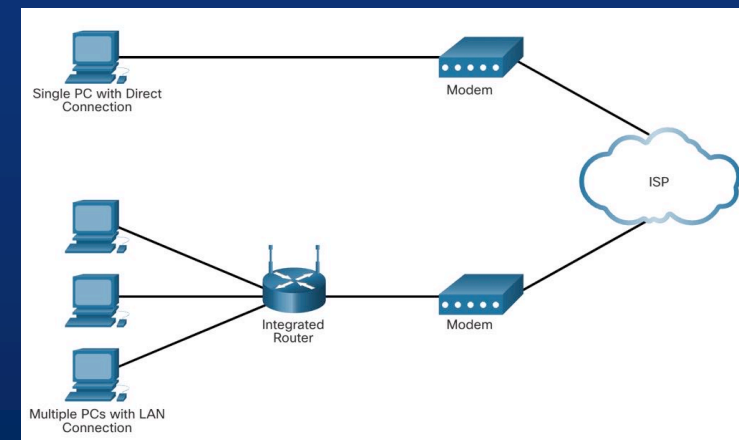 Single PC with Direct
Connection
Modem
ISP
Integrated
Router
Modem
Multiple PCs with LAN
Connection